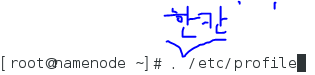 한칸
[root@namenode ~]# . /etc/profile